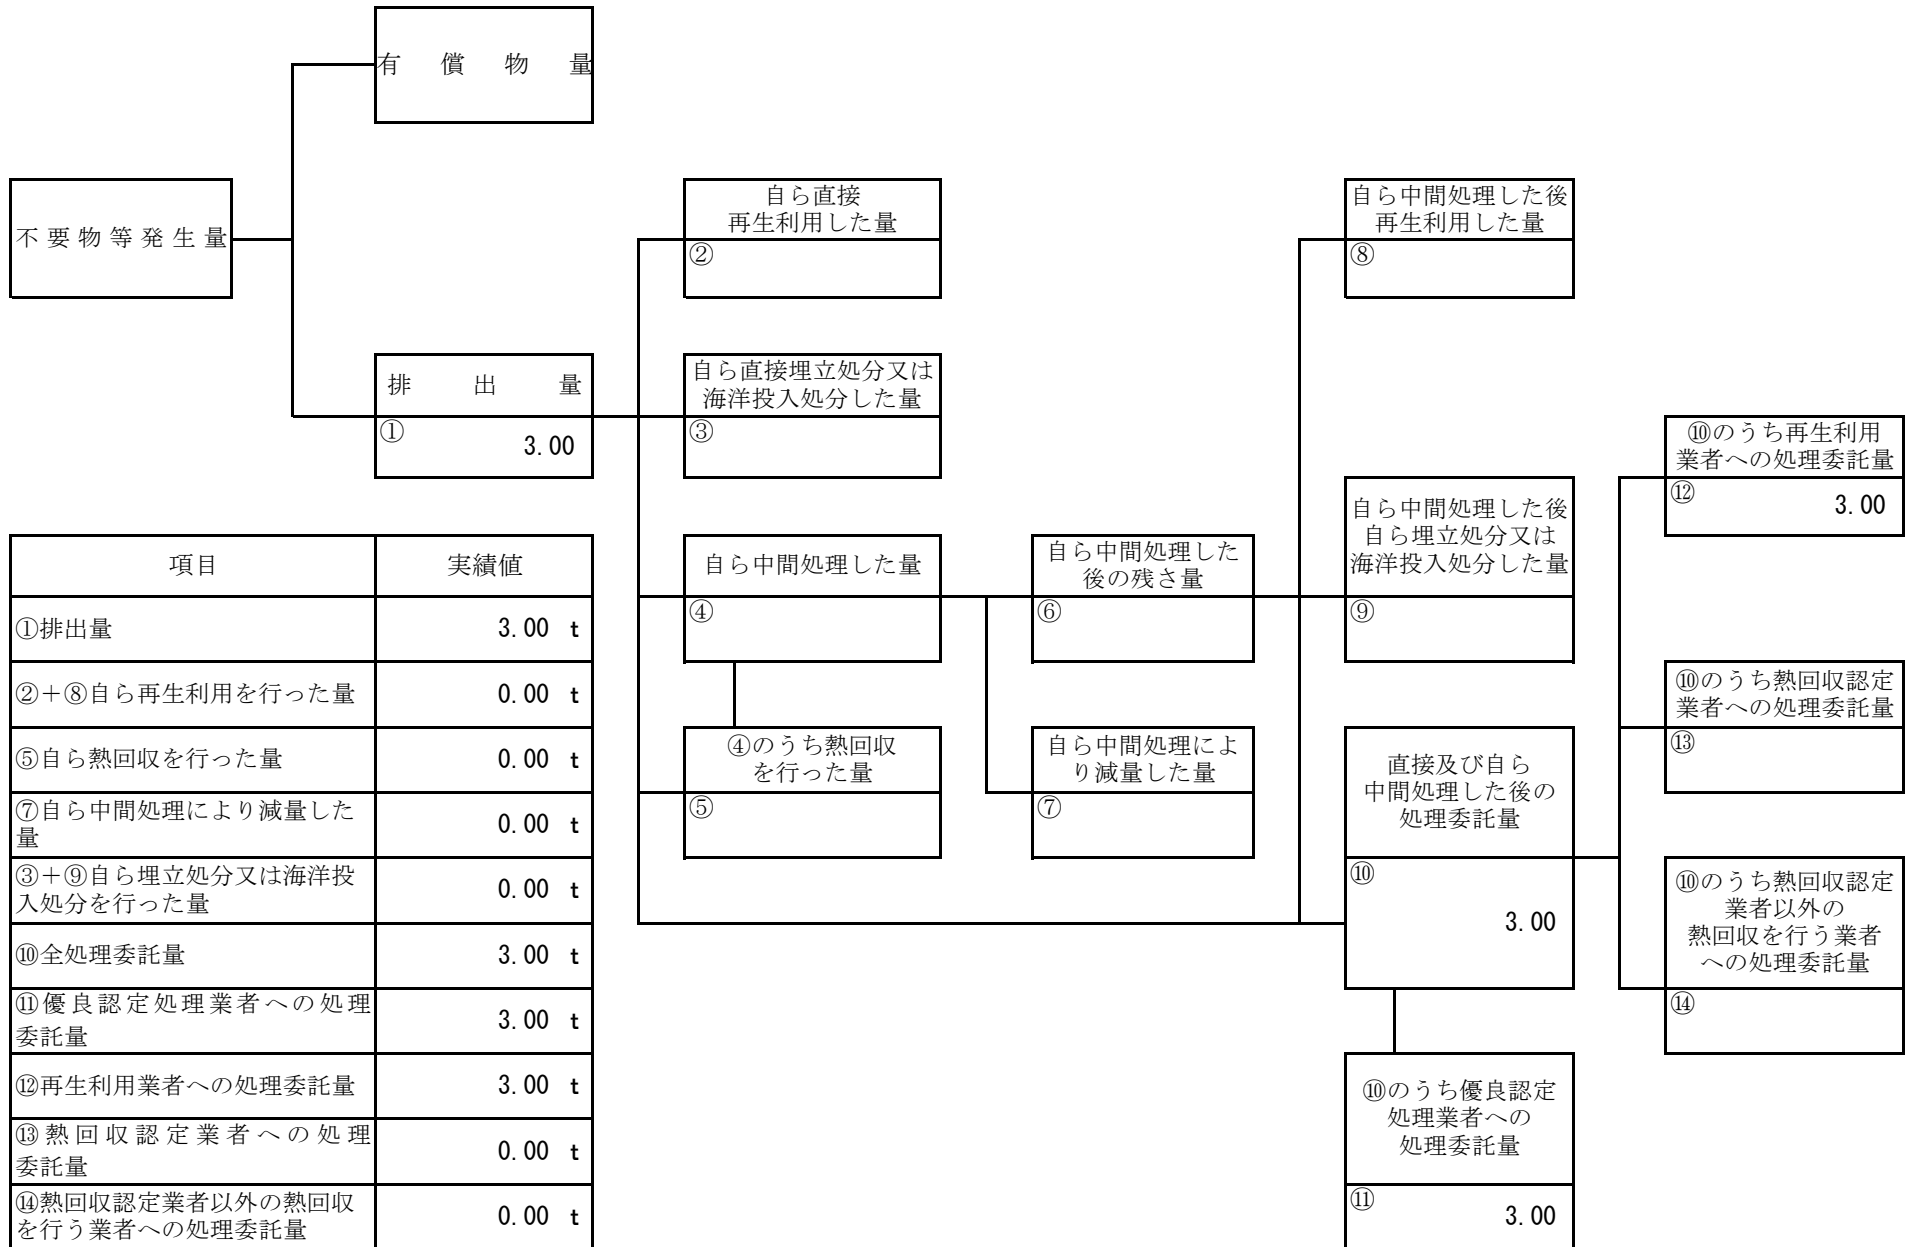 有償物量
不要物等発生量
排出量
①
3.00
自ら直接
再生利用した量
②
自ら直接埋立処分又は
海洋投入処分した量
③
自ら中間処理した量
④
④のうち熱回収
を行った量
⑤
自ら中間処理した
後の残さ量
⑥
自ら中間処理によ
り減量した量
⑦
自ら中間処理した後
再生利用した量
⑧
自ら中間処理した後
自ら埋立処分又は
海洋投入処分した量
⑨
直接及び自ら
中間処理した後の
処理委託量
⑩
3.00
⑩のうち優良認定
処理業者への
処理委託量
⑪
3.00
⑩のうち再生利用
業者への処理委託量
⑫
3.00
⑩のうち熱回収認定
業者への処理委託量
⑬
⑩のうち熱回収認定
業者以外の
熱回収を行う業者
への処理委託量
⑭
項目 実績値
①排出量 3.00 t
②+⑧自ら再生利用を行った量 0.00 t
⑤自ら熱回収を行った量 0.00 t
⑦自ら中間処理により減量した
量 0.00 t
③+⑨自ら埋立処分又は海洋投
入処分を行った量 0.00 t
⑩全処理委託量 3.00 t
⑪優良認定処理業者への処理
委託量 3.00 t
⑫再生利用業者への処理委託量 3.00 t
⑬熱回収認定業者への処理
委託量 0.00 t
⑭熱回収認定業者以外の熱回収
を行う業者への処理委託量 0.00 t